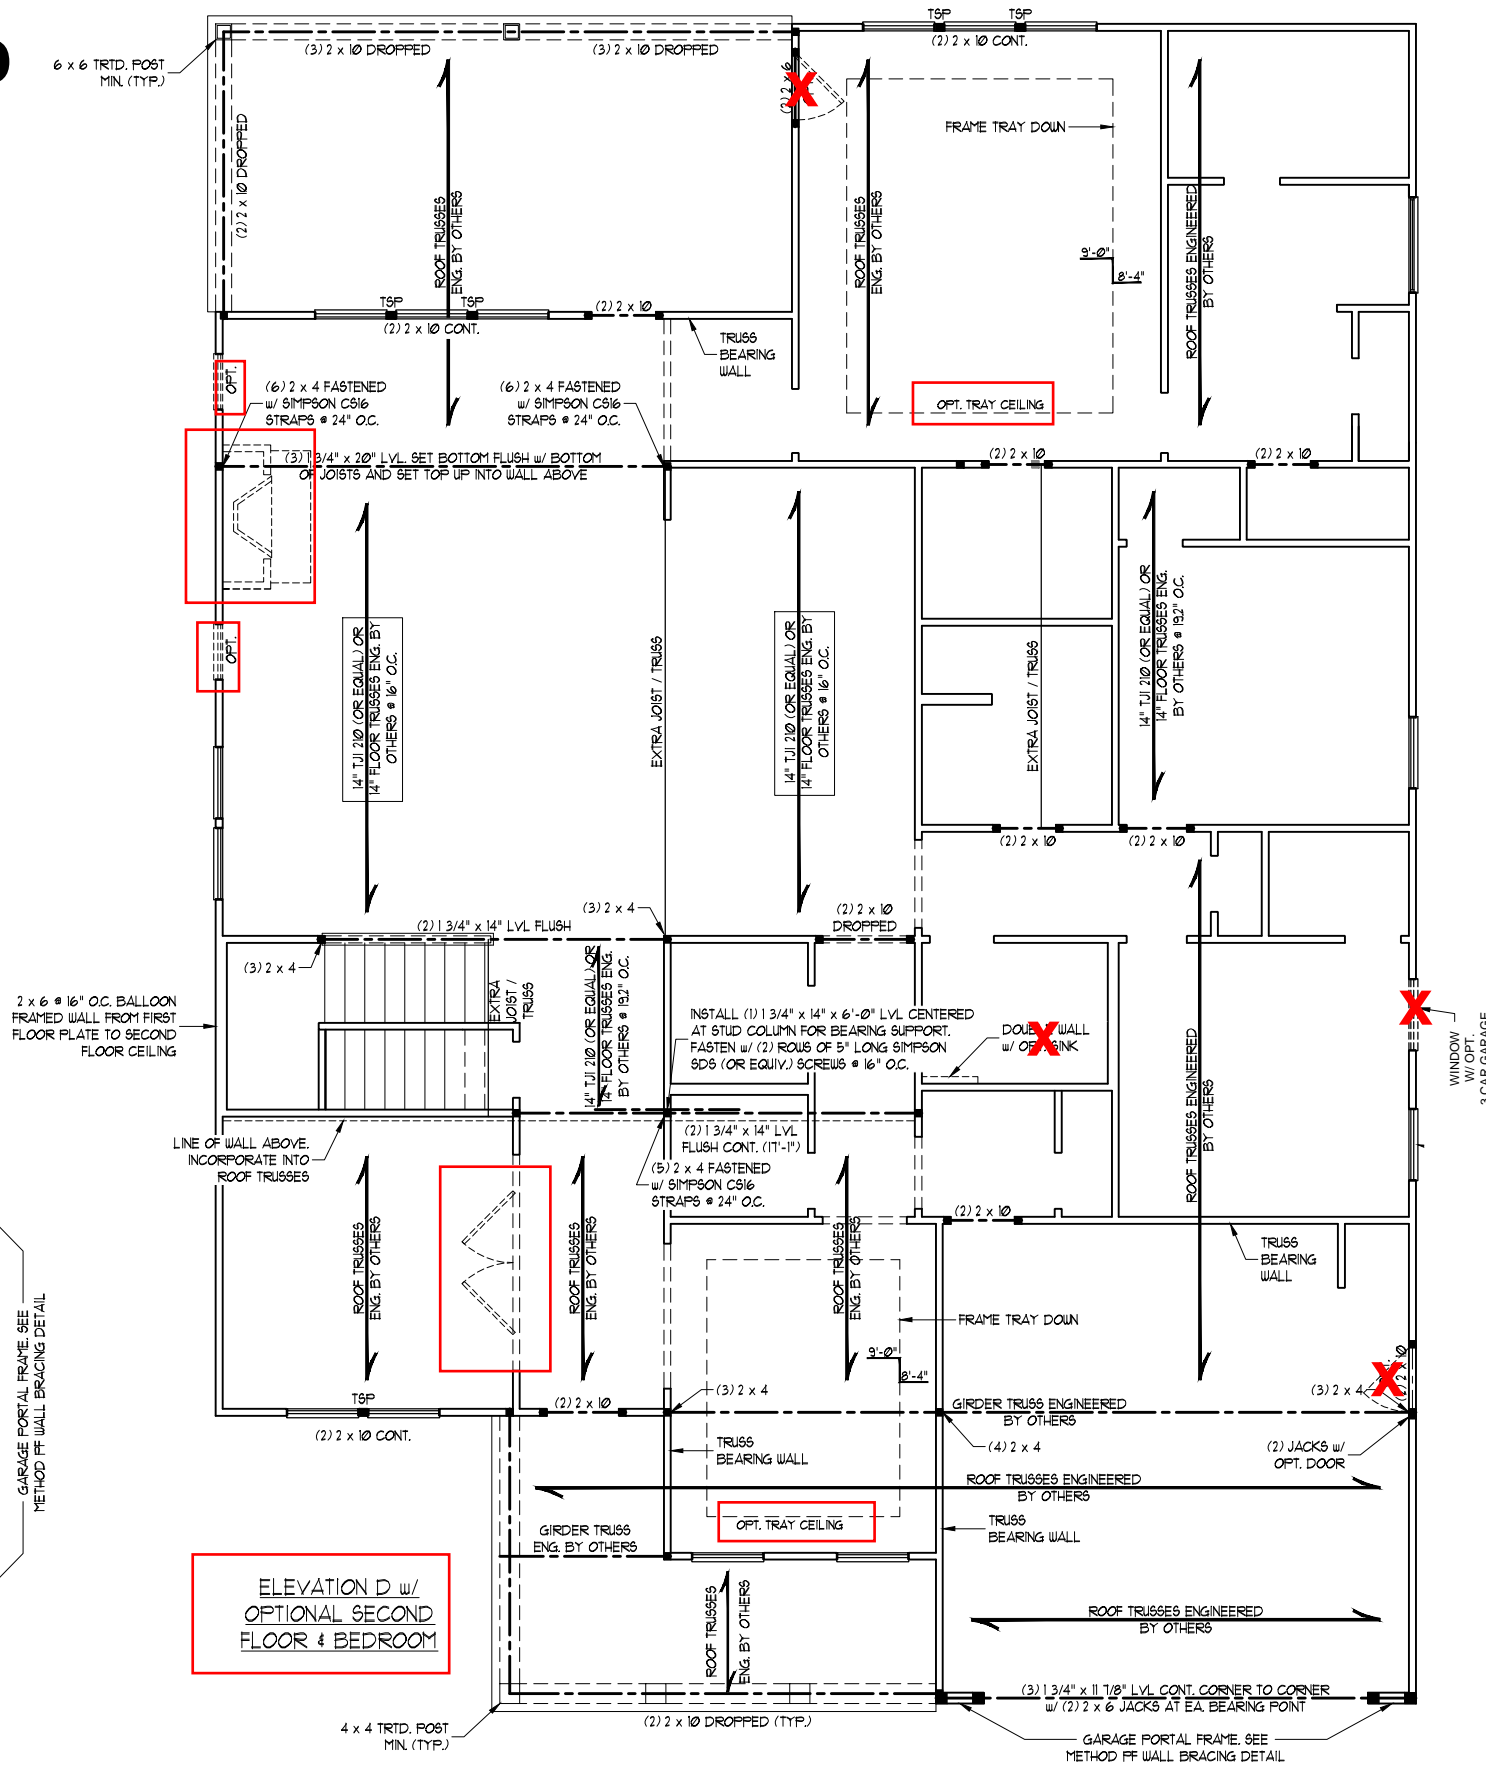 TSP
TSP
(2) 2 x 10 CONT.
(3) 2 x 10 DROPPED
(3) 2 x 10 DROPPED
6 x 6 TRTD. POST
MIN. (TYP.)
(2) 2 x 10 DROPPED
(2) 2 x 6
X
FRAME TRAY DOWN
ROOF TRUSSES
ENG. BY OTHERS
ROOF TRUSSES
ENG. BY OTHERS
ROOF TRUSSES ENGINEERED
BY OTHERS
9'-0"
8'-4"
TSP
TSP
(2) 2 x 10 CONT.
(2) 2 x 10
TRUSS
BEARING
WALL
OPT.
(6) 2 x 4 FASTENED
w/ SIMPSON CS16
STRAPS @ 24" O.C.
(6) 2 x 4 FASTENED
w/ SIMPSON CS16
STRAPS @ 24" O.C.
OPT. TRAY CEILING
(3) 1 3/4" x 20" LVL. SET BOTTOM FLUSH w/ BOTTOM
OF JOISTS AND SET TOP UP INTO WALL ABOVE
(2) 2 x 10
(2) 2 x 10
OPT.
14" TJI 210 (OR EQUAL) OR
14" FLOOR TRUSSES ENG. BY
OTHERS @ 16" O.C.
EXTRA JOIST / TRUSS
14" TJI 210 (OR EQUAL) OR
14" FLOOR TRUSSES ENG. BY
OTHERS @ 16" O.C.
EXTRA JOIST / TRUSS
14" TJI 210 (OR EQUAL) OR
14" FLOOR TRUSSES ENG.
BY OTHERS @ 19.2" O.C.
(2) 2 x 10
(2) 2 x 10
(3) 2 x 4
(2) 2 x 10
DROPPED
(2) 1 3/4" x 14" LVL FLUSH
(3) 2 x 4
EXTRA
JOIST /
TRUSS
14" TJI 210 (OR EQUAL) OR
14" FLOOR TRUSSES ENG.
BY OTHERS @ 19.2" O.C.
2 x 6 @ 16" O.C. BALLOON
FRAMED WALL FROM FIRST
FLOOR PLATE TO SECOND
FLOOR CEILING
INSTALL (1) 1 3/4" x 14" x 6'-0" LVL CENTERED
AT STUD COLUMN FOR BEARING SUPPORT.
FASTEN w/ (2) ROWS OF 5" LONG SIMPSON
SDS (OR EQUIV.) SCREWS @ 16" O.C.
DOUBLE WALL
w/ OPT. SINK
X
X
WINDOW
W/ OPT.
3 CAR GARAGE
ROOF TRUSSES ENGINEERED
BY OTHERS
LINE OF WALL ABOVE.
INCORPORATE INTO
ROOF TRUSSES
(2) 1 3/4" x 14" LVL
FLUSH CONT. (17'-1")
(5) 2 x 4 FASTENED
w/ SIMPSON CS16
STRAPS @ 24" O.C.
(2) 2 x 10
ROOF TRUSSES
ENG. BY OTHERS
ROOF TRUSSES
ENG. BY OTHERS
ROOF TRUSSES
ENG. BY OTHERS
TRUSS
BEARING
WALL
FRAME TRAY DOWN
9'-0"
8'-4"
GARAGE PORTAL FRAME. SEE
METHOD PF WALL BRACING DETAIL
TSP
(2) 2 x 10 CONT.
(2) 2 x 10
(3) 2 x 4
X
2 x 10
(3) 2 x 4
GIRDER TRUSS ENGINEERED
BY OTHERS
(4) 2 x 4
(2) JACKS w/
OPT. DOOR
TRUSS
BEARING WALL
ROOF TRUSSES ENGINEERED
BY OTHERS
OPT. TRAY CEILING
TRUSS
BEARING WALL
GIRDER TRUSS
ENG. BY OTHERS
ELEVATION D w/
OPTIONAL SECOND
FLOOR & BEDROOM
ROOF TRUSSES
ENG. BY OTHERS
ROOF TRUSSES ENGINEERED
BY OTHERS
(3) 1 3/4" x 11 7/8" LVL CONT. CORNER TO CORNER
w/ (2) 2 x 6 JACKS AT EA. BEARING POINT
4 x 4 TRTD. POST
MIN. (TYP.)
(2) 2 x 10 DROPPED (TYP.)
GARAGE PORTAL FRAME. SEE
METHOD PF WALL BRACING DETAIL